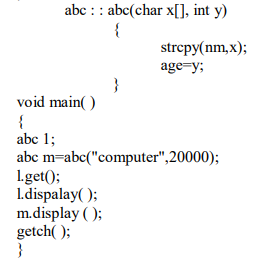 abc : : abc(char x[], int y)
{
strcpy(nm,x);
age=y;
}
void main( )
{
abc 1;
abc m=abc("computer",20000);
l.get();
l.dispalay( );
m.display ( );
getch( );
}